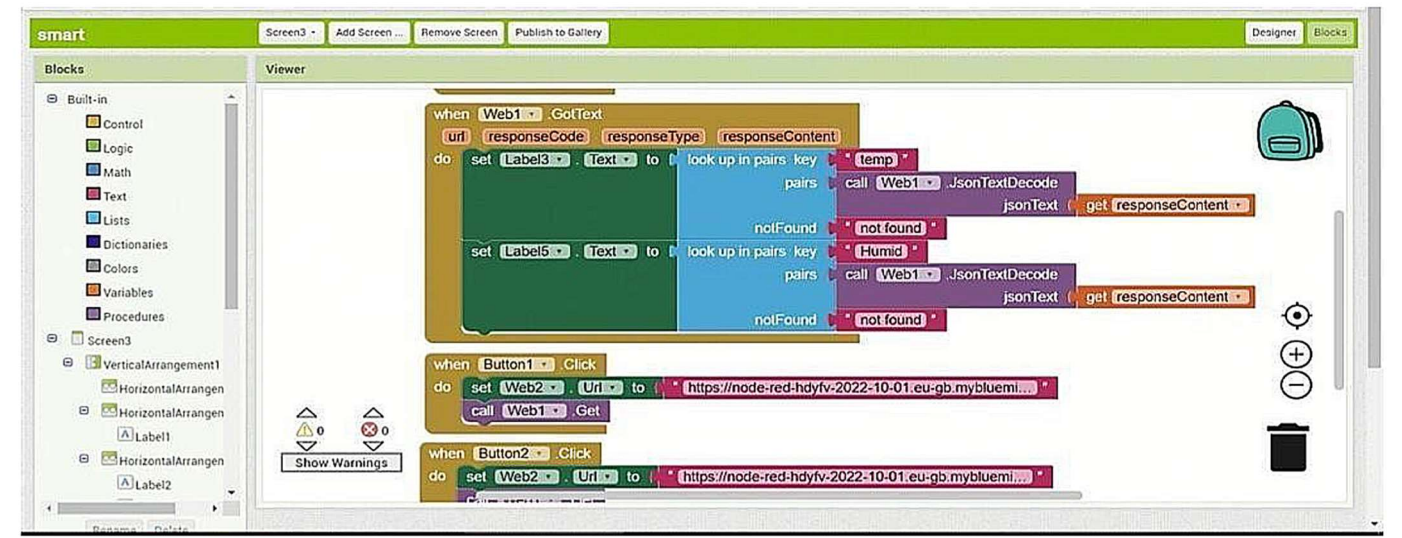 smart Screen3 Add Screen ... Remove Screen Publish to Gallery Designer Blocks
Blocks Viewer
Built-in
Control
Logic
Math
Text
Lists
Dictionaries
Colors
Variables
Procedures
Screen3
VerticalArrangement1
HorizontalArrangen
HorizontalArrangen
Label1
HorizontalArrangen
Label2
Rename Delete
when Web1 .GotText
url responseCode responseType responseContent
do set Label3 . Text to look up in pairs key " temp "
pairs call Web1 .JsonTextDecode
jsonText get responseContent
notFound " not found "
set Label5 . Text to look up in pairs key " Humid "
pairs call Web1 .JsonTextDecode
jsonText get responseContent
notFound " not found "
when Button1 .Click
do set Web2 . Url to " https://node-red-hdyfv-2022-10-01.eu-gb.mybluemi... "
call Web1 .Get
when Button2 .Click
do set Web2 . Url to " https://node-red-hdyfv-2022-10-01.eu-gb.mybluemi... "
0 0
Show Warnings